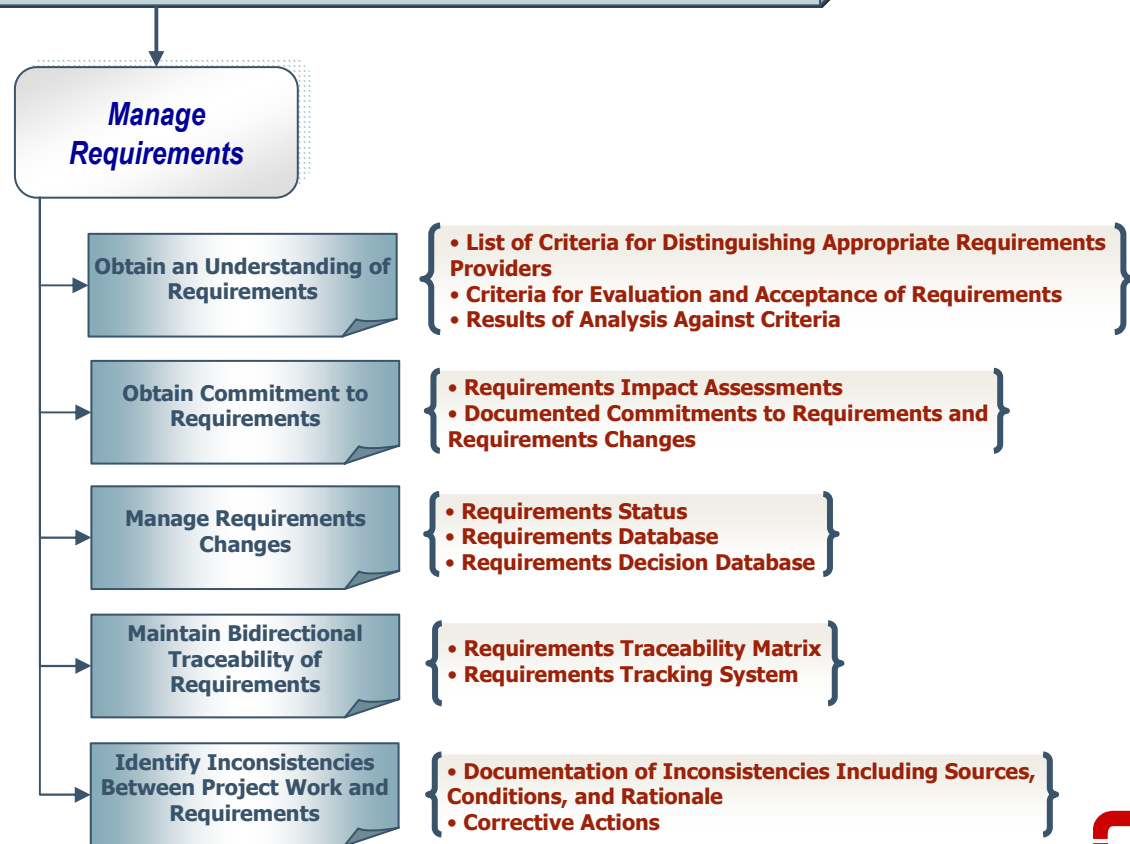 Manage
Requirements
Obtain an Understanding of
Requirements
• List of Criteria for Distinguishing Appropriate Requirements
Providers
• Criteria for Evaluation and Acceptance of Requirements
• Results of Analysis Against Criteria
Obtain Commitment to
Requirements
• Requirements Impact Assessments
• Documented Commitments to Requirements and
Requirements Changes
Manage Requirements
Changes
• Requirements Status
• Requirements Database
• Requirements Decision Database
Maintain Bidirectional
Traceability of
Requirements
• Requirements Traceability Matrix
• Requirements Tracking System
Identify Inconsistencies
Between Project Work and
Requirements
• Documentation of Inconsistencies Including Sources,
Conditions, and Rationale
• Corrective Actions